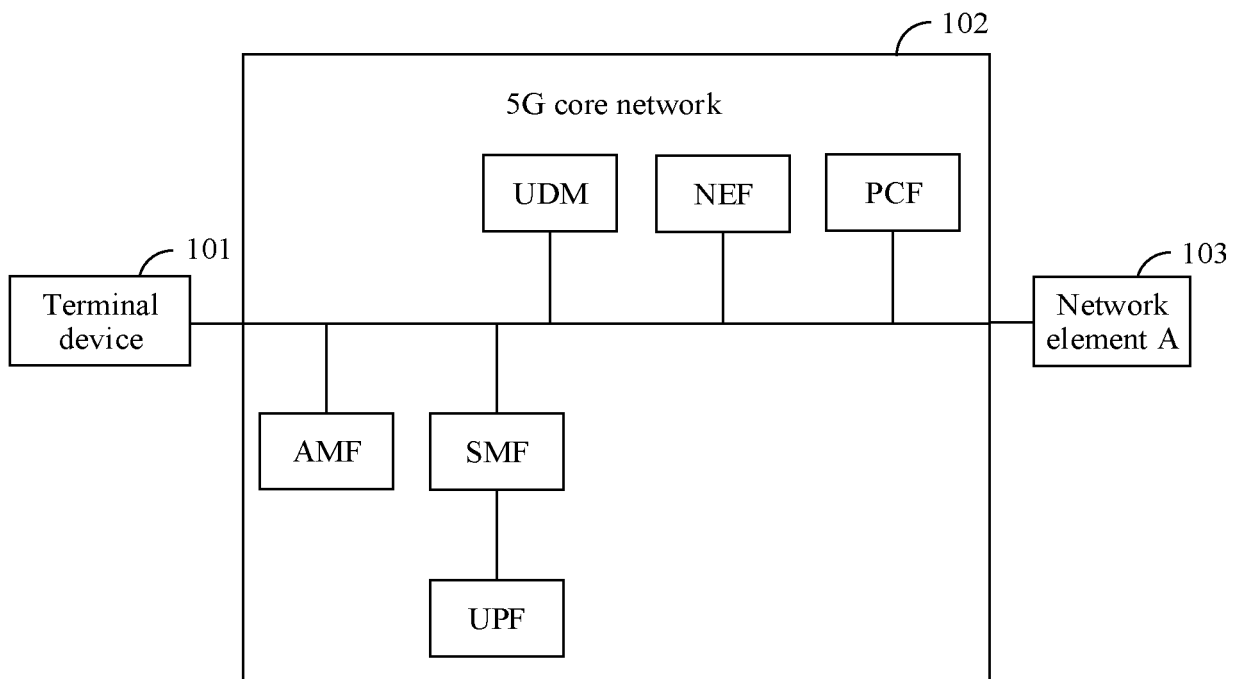 102
5G core network
UDM
NEF
PCF
101
103
Terminal
device
Network
element A
AMF
SMF
UPF